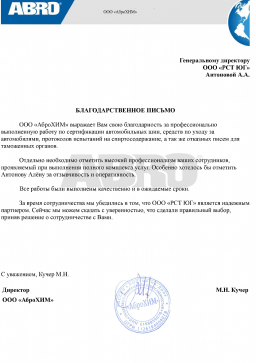 ABRO
ООО «АброХИМ»
Генеральному директору
ООО «РСТ ЮГ»
Антоновой А.А.
БЛАГОДАРСТВЕННОЕ ПИСЬМО
ООО «АброХИМ» выражает Вам свою благодарность за профессионально
выполненную работу по сертификации автомобильных шин, средств по уходу за
автомобилями, протоколов испытаний на спиртосодержание, а так же отказных писем для
таможенных органов.
Отдельно необходимо отметить высокий профессионализм ваших сотрудников,
проявляемый при выполнении полного комплекса услуг. Особенно хотелось бы отметить
Антонову Алёну за отзывчивость и оперативность.
Все работы были выполнены качественно и в ожидаемые сроки.
За время сотрудничества мы убедились в том, что ООО «РСТ ЮГ» является надежным
партнером. Сейчас мы можем сказать с уверенностью, что сделали правильный выбор,
приняв решение о сотрудничестве с Вами.
С уважением, Кучер М.Н.
Директор М.Н. Кучер
ООО «АброХИМ»
«АброХИМ»